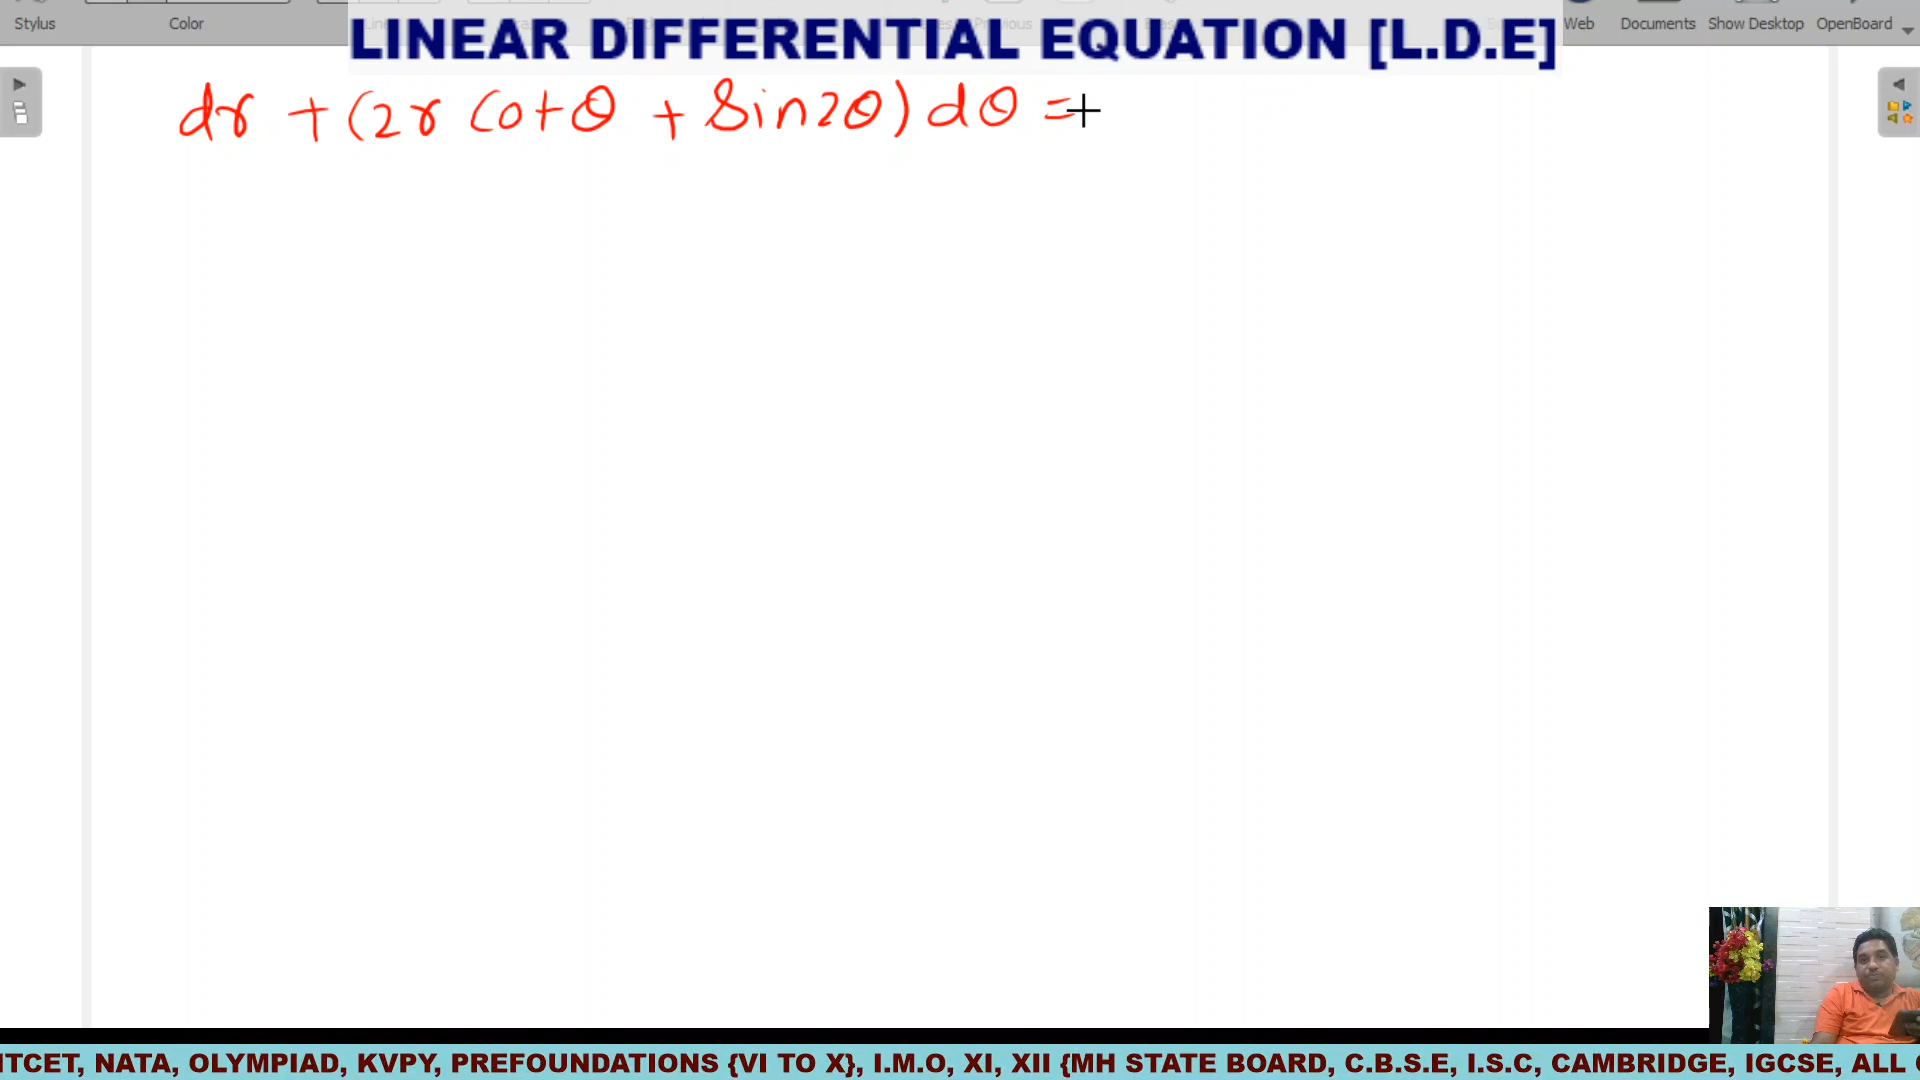 Stylus Color Web Documents Show Desktop OpenBoard
LINEAR DIFFERENTIAL EQUATION [L.D.E]
dr + (2r Cotθ + Sin2θ) dθ =
ITCET, NATA, OLYMPIAD, KVPY, PREFOUNDATIONS {VI TO X}, I.M.O, XI, XII {MH STATE BOARD, C.B.S.E, I.S.C, CAMBRIDGE, IGCSE, ALL